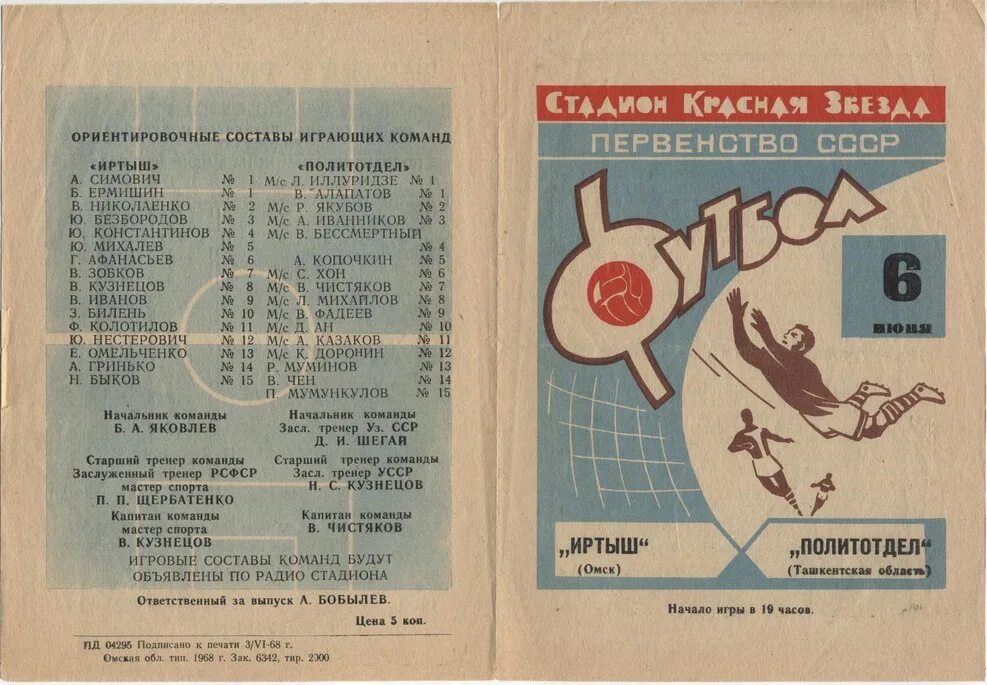 ОРИЕНТИРОВОЧНЫЕ СОСТАВЫ ИГРАЮЩИХ КОМАНД
«ИРТЫШ»
А. СИМОВИЧ № 1
Б. ЕРМИШИН № 1
В. НИКОЛАЕНКО № 2
Ю. БЕЗБОРОДОВ № 3
Ю. КОНСТАНТИНОВ № 4
Ю. МИХАЛЕВ № 5
Г. АФАНАСЬЕВ № 6
В. ЗОБКОВ № 7
В. КУЗНЕЦОВ № 8
В. ИВАНОВ № 9
З. БИЛЕНЬ № 10
Ф. КОЛОТИЛОВ № 11
Ю. НЕСТЕРОВИЧ № 12
Е. ОМЕЛЬЧЕНКО № 13
А. ГРИНЬКО № 14
Н. БЫКОВ № 15
Начальник команды
Б. А. ЯКОВЛЕВ
Старший тренер команды
Заслуженный тренер РСФСР
мастер спорта
П. П. ЩЕРБАТЕНКО
Капитан команды
мастер спорта
В. КУЗНЕЦОВ
«ПОЛИТОТДЕЛ»
М/с Л. ИЛЛУРИДЗЕ № 1
В. АЛАПАТОВ № 1
М/с Р. ЯКУБОВ № 2
М/с А. ИВАННИКОВ № 3
М/с В. БЕССМЕРТНЫЙ
№ 4
А. КОПОЧКИН № 5
М/с С. ХОН № 6
М/с В. ЧИСТЯКОВ № 7
М/с Л. МИХАЙЛОВ № 8
М/с В. ФАДЕЕВ № 9
М/с Д. АН № 10
М/с А. КАЗАКОВ № 11
М/с К. ДОРОНИН № 12
Р. МУМИНОВ № 13
В. ЧЕН № 14
П. МУМУНКУЛОВ № 15
Начальник команды
Засл. тренер Уз. ССР
Д. И. ШЕГАЙ
Старший тренер команды
Засл. тренер УССР
Н. С. КУЗНЕЦОВ
Капитан команды
В. ЧИСТЯКОВ
ИГРОВЫЕ СОСТАВЫ КОМАНД БУДУТ
ОБЪЯВЛЕНЫ ПО РАДИО СТАДИОНА
Ответственный за выпуск А. БОБЫЛЕВ.
Цена 5 коп.
ПД 04295 Подписано к печати 3/VI-68 г.
Омская обл. тип. 1968 г. Зак. 6342, тир. 2000
СТАДИОН КРАСНАЯ ЗВЕЗДА
ПЕРВЕНСТВО СССР
ФУТБОЛ
6
ИЮНЯ
„ИРТЫШ“
(Омск)
„ПОЛИТОТДЕЛ“
(Ташкентская область)
Начало игры в 19 часов.